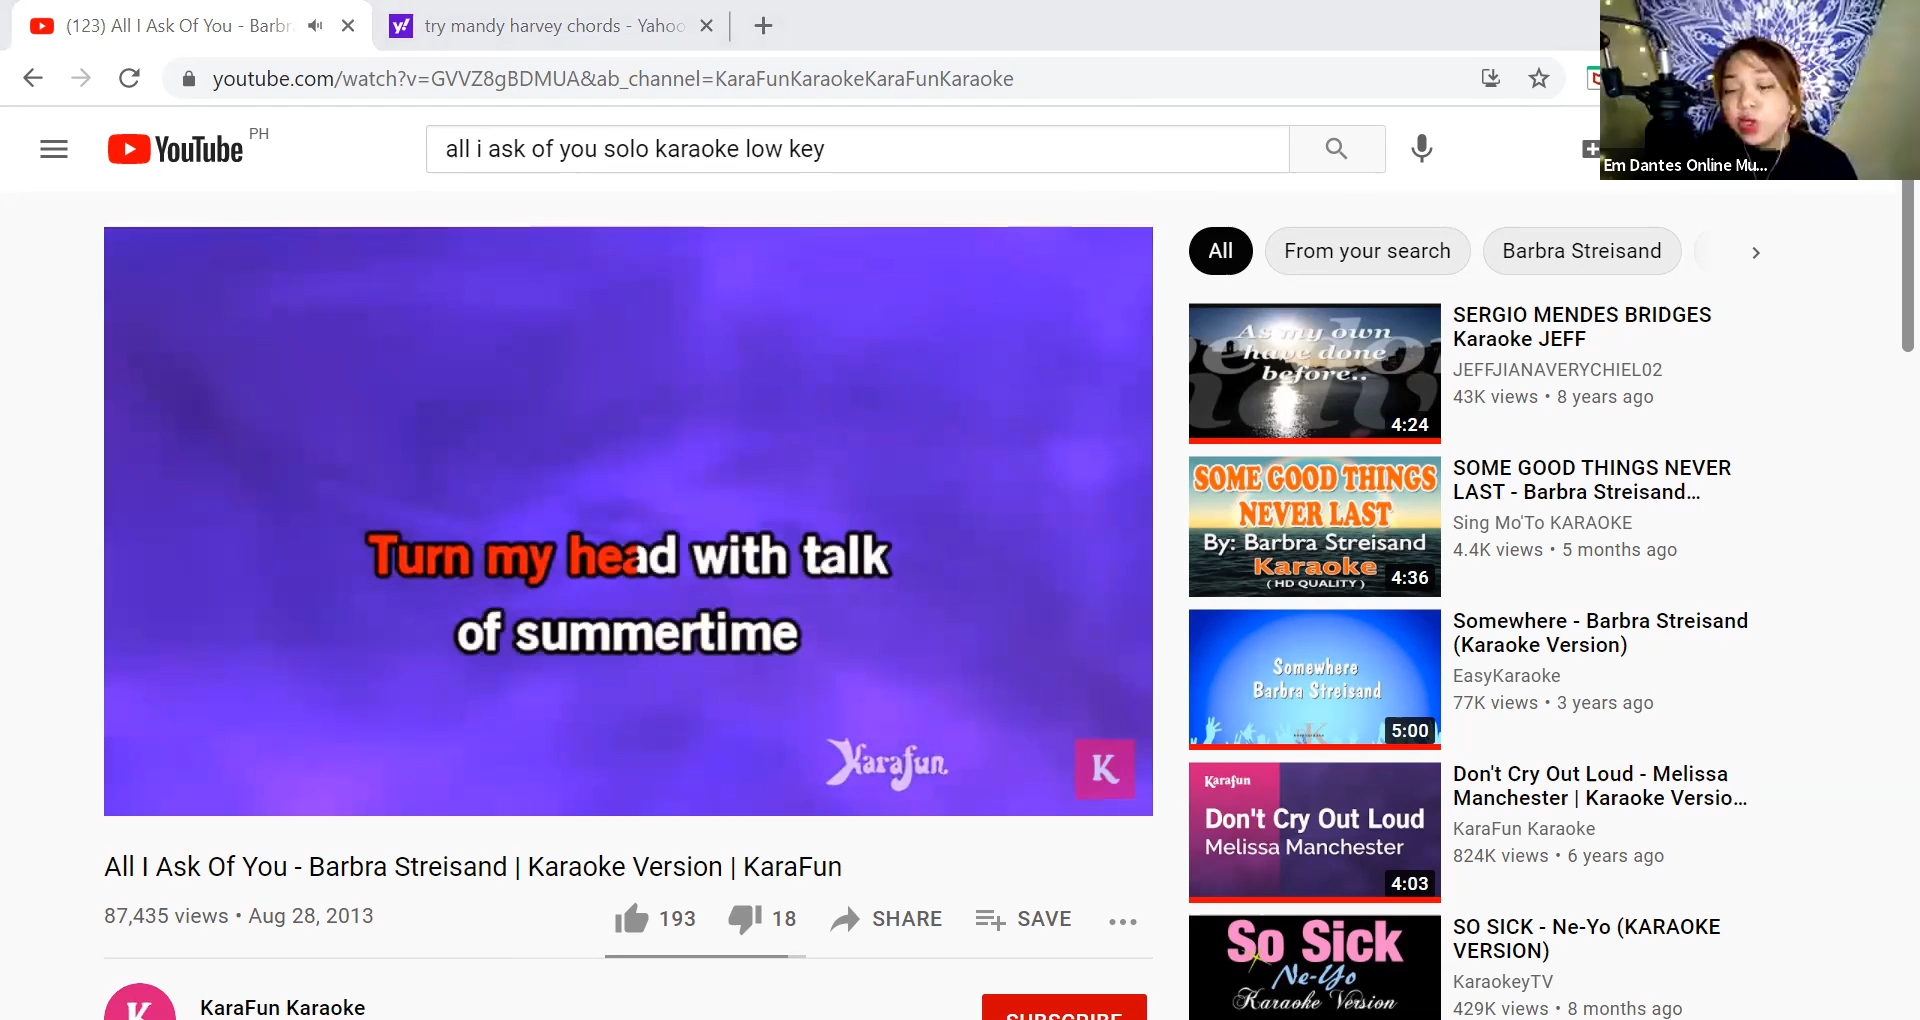 (123) All I Ask Of You - Barbr
try mandy harvey chords - Yahoo
youtube.com/watch?v=GVVZ8gBDMUA&ab_channel=KaraFunKaraokeKaraFunKaraoke
YouTube PH
all i ask of you solo karaoke low key
Em Dantes Online Mu...
Turn my head with talk
of summertime
Karafun
K
All I Ask Of You - Barbra Streisand | Karaoke Version | KaraFun
87,435 views • Aug 28, 2013
193
18
SHARE
SAVE
K
KaraFun Karaoke
SUBSCRIBE
All
From your search
Barbra Streisand
As my own
have done
before..
4:24
SERGIO MENDES BRIDGES
Karaoke JEFF
JEFFJIANAVERYCHIEL02
43K views • 8 years ago
SOME GOOD THINGS
NEVER LAST
By: Barbra Streisand
Karaoke
( HD QUALITY )
4:36
SOME GOOD THINGS NEVER
LAST - Barbra Streisand...
Sing Mo'To KARAOKE
4.4K views • 5 months ago
Somewhere
Barbra Streisand
5:00
Somewhere - Barbra Streisand
(Karaoke Version)
EasyKaraoke
77K views • 3 years ago
Karafun
Don't Cry Out Loud
Melissa Manchester
4:03
Don't Cry Out Loud - Melissa
Manchester | Karaoke Versio...
KaraFun Karaoke
824K views • 6 years ago
So Sick
Ne-Yo
Karaoke Version
SO SICK - Ne-Yo (KARAOKE
VERSION)
KaraokeyTV
429K views • 8 months ago